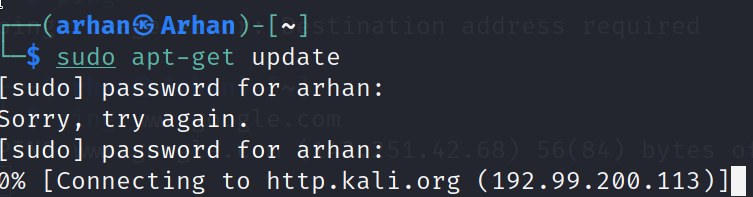 (arhan㉿Arhan)-[~]
$ sudo apt-get update
[sudo] password for arhan:
Sorry, try again.
[sudo] password for arhan:
0% [Connecting to http.kali.org (192.99.200.113)]